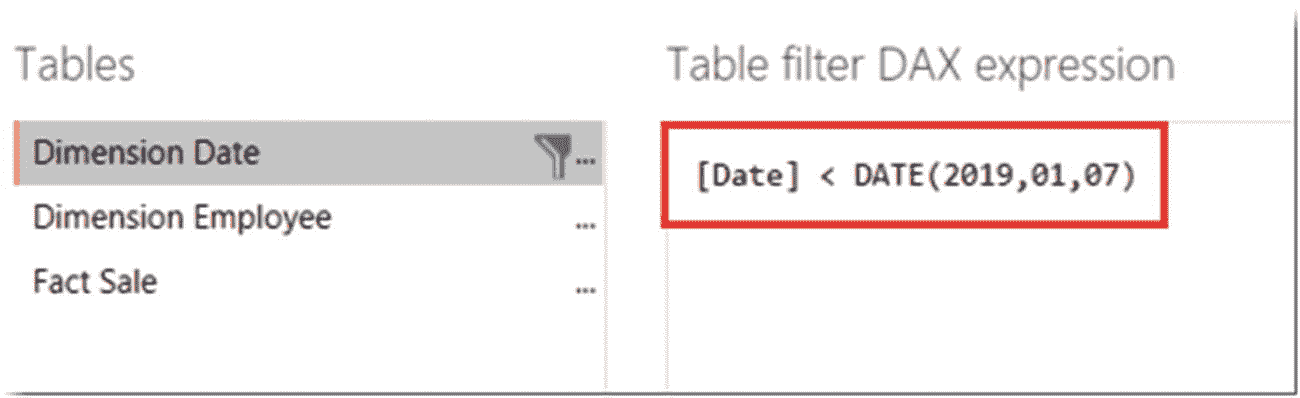 Tables
Dimension Date ...
Dimension Employee ...
Fact Sale ...
Table filter DAX expression
[Date] < DATE(2019,01,07)